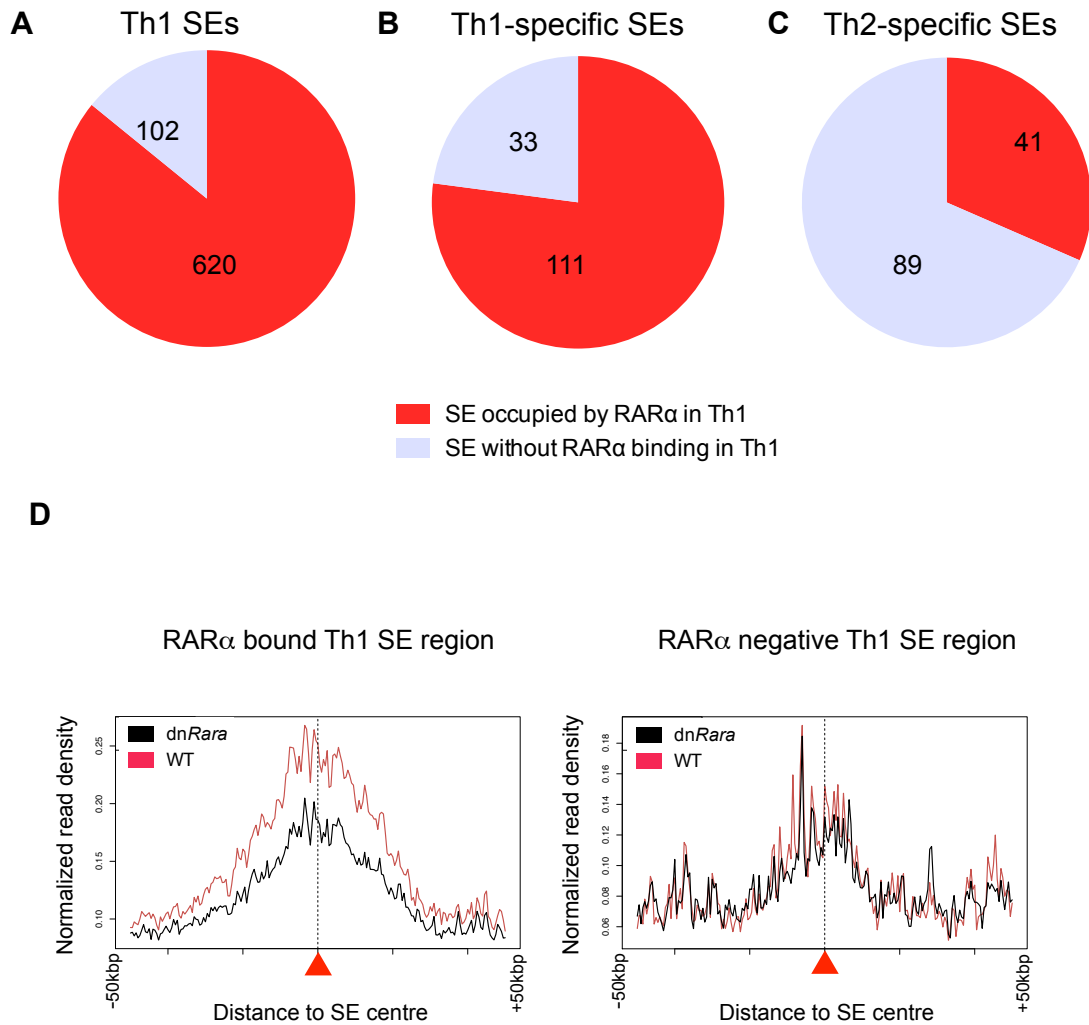 A Th1 SEs
B Th1-specific SEs
C Th2-specific SEs
102
620
33
111
41
89
SE occupied by RARα in Th1
SE without RARα binding in Th1
D
RARα bound Th1 SE region
Normalized read density
0.10
0.15
0.20
0.25
dnRara
WT
-50kbp
+50kbp
Distance to SE centre
RARα negative Th1 SE region
Normalized read density
0.06
0.08
0.10
0.12
0.14
0.16
0.18
dnRara
WT
-50kbp
+50kbp
Distance to SE centre